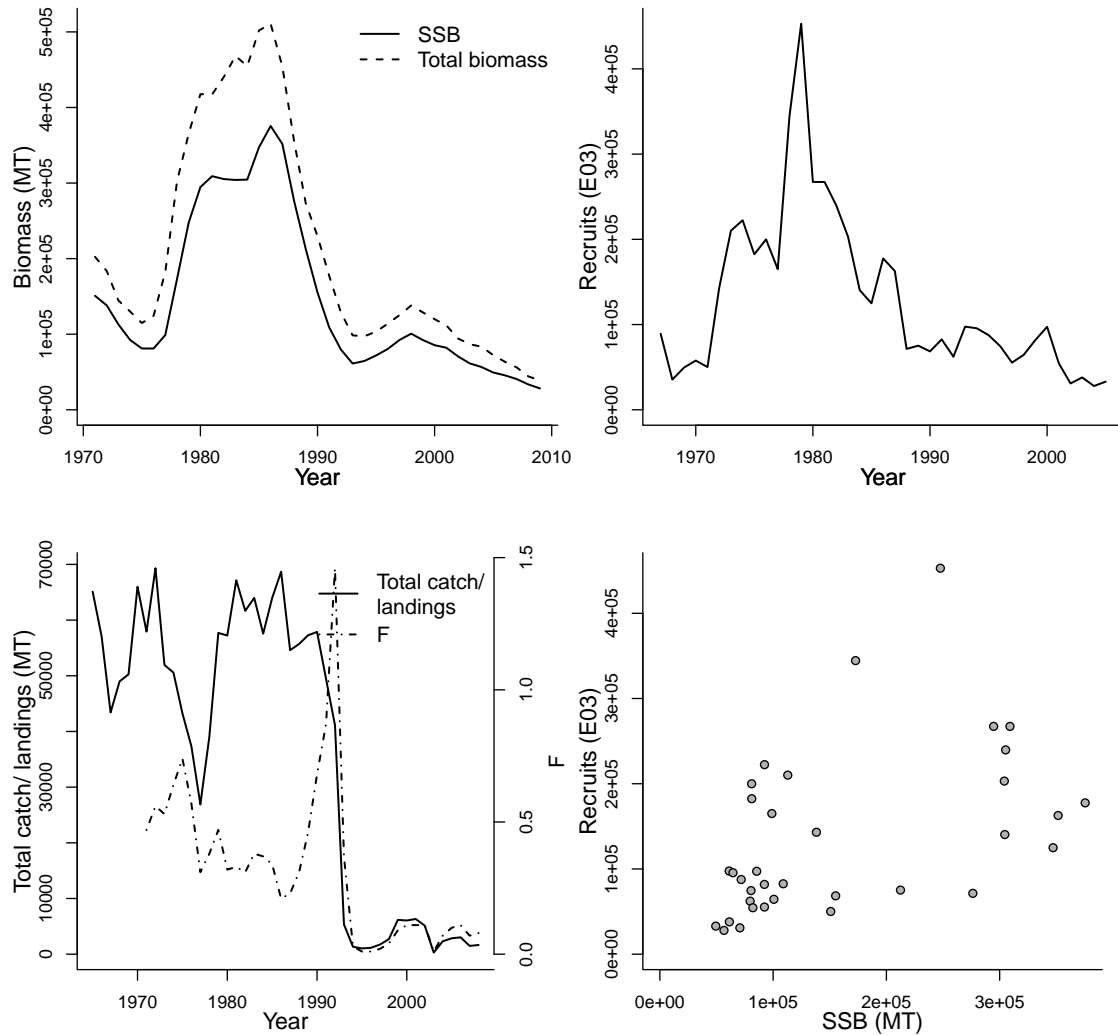 5e+05
4e+05
3e+05
2e+05
1e+05
0e+00
Biomass (MT)
SSB
Total biomass
1970 1980 1990 2000 2010
Year
4e+05
3e+05
2e+05
1e+05
0e+00
Recruits (E03)
1970 1980 1990 2000
Year
70000
50000
30000
10000
0
Total catch/ landings (MT)
Total catch/
landings
F
1.5
1.0
0.5
0.0
F
1970 1980 1990 2000
Year
4e+05
3e+05
2e+05
1e+05
0e+00
Recruits (E03)
0e+00 1e+05 2e+05 3e+05
SSB (MT)